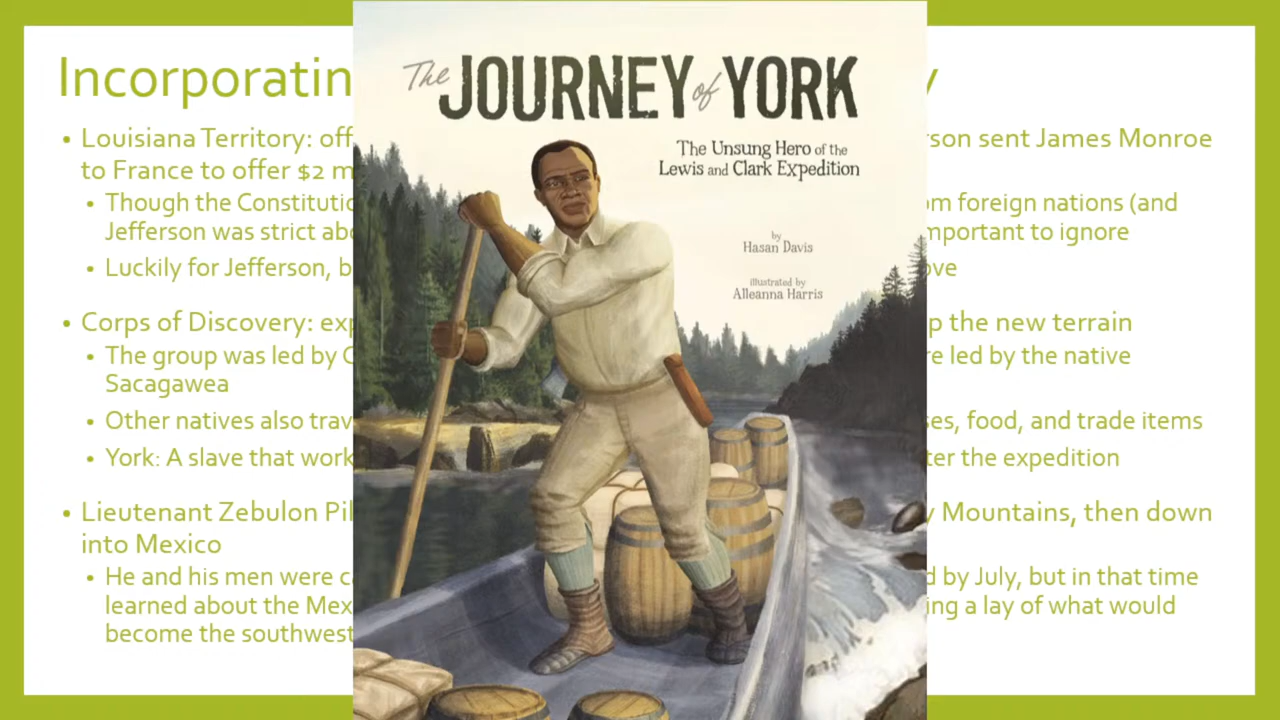 Incorporatin
y
• Louisiana Territory: off
rson sent James Monroe
to France to offer $2 m
• Though the Constitutio
om foreign nations (and
Jefferson was strict abo
mportant to ignore
• Luckily for Jefferson, b
ove
• Corps of Discovery: exp
p the new terrain
• The group was led by C
re led by the native
Sacagawea
• Other natives also trav
ses, food, and trade items
• York: A slave that work
ter the expedition
• Lieutenant Zebulon Pik
y Mountains, then down
into Mexico
• He and his men were ca
d by July, but in that time
learned about the Mex
ing a lay of what would
become the southwest
The JOURNEY of YORK
The Unsung Hero of the
Lewis and Clark Expedition
by
Hasan Davis
illustrated by
Alleanna Harris